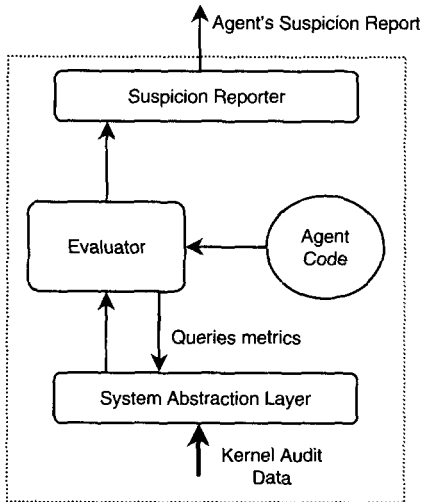 Agent's Suspicion Report
Suspicion Reporter
Evaluator
Agent
Code
Queries metrics
System Abstraction Layer
Kernel Audit
Data